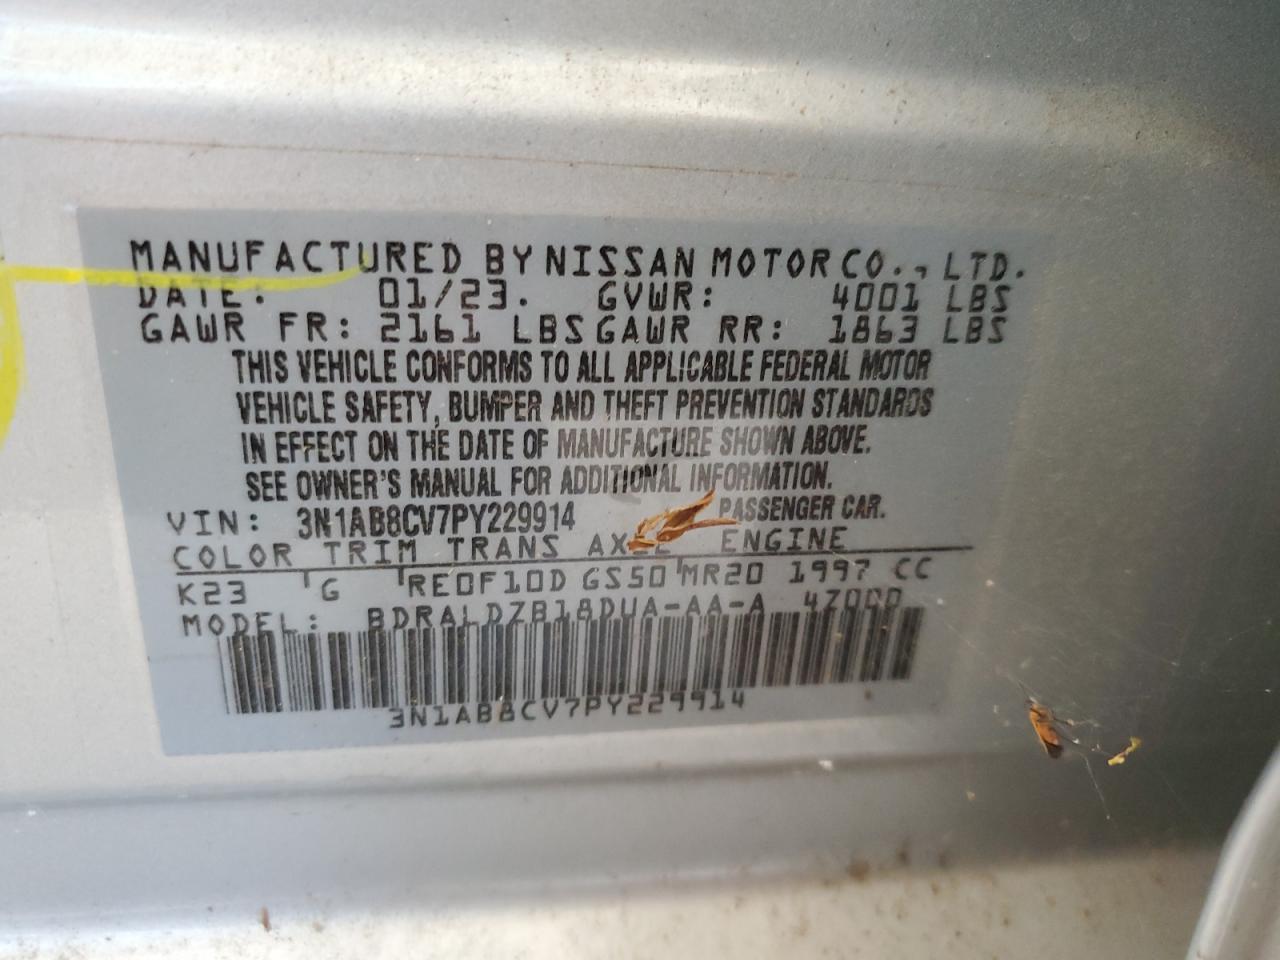 MANUFACTURED BY NISSAN MOTOR CO., LTD.
DATE: 01/23. GVWR: 4001 LBS
GAWR FR: 2161 LBS GAWR RR: 1863 LBS
THIS VEHICLE CONFORMS TO ALL APPLICABLE FEDERAL MOTOR
VEHICLE SAFETY, BUMPER AND THEFT PREVENTION STANDARDS
IN EFFECT ON THE DATE OF MANUFACTURE SHOWN ABOVE.
SEE OWNER'S MANUAL FOR ADDITIONAL INFORMATION.
VIN: 3N1AB8CV7PY229914 PASSENGER CAR.
COLOR TRIM TRANS AXLE ENGINE
K23 G RE0F10D GS50 MR20 1997 CC
MODEL: BDRALDZB18DUA-AA-A 4Z000
3N1AB8CV7PY229914